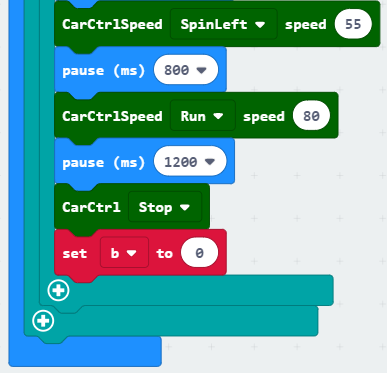 CarCtrlSpeed SpinLeft speed 55
pause (ms) 800
CarCtrlSpeed Run speed 80
pause (ms) 1200
CarCtrl Stop
set b to 0